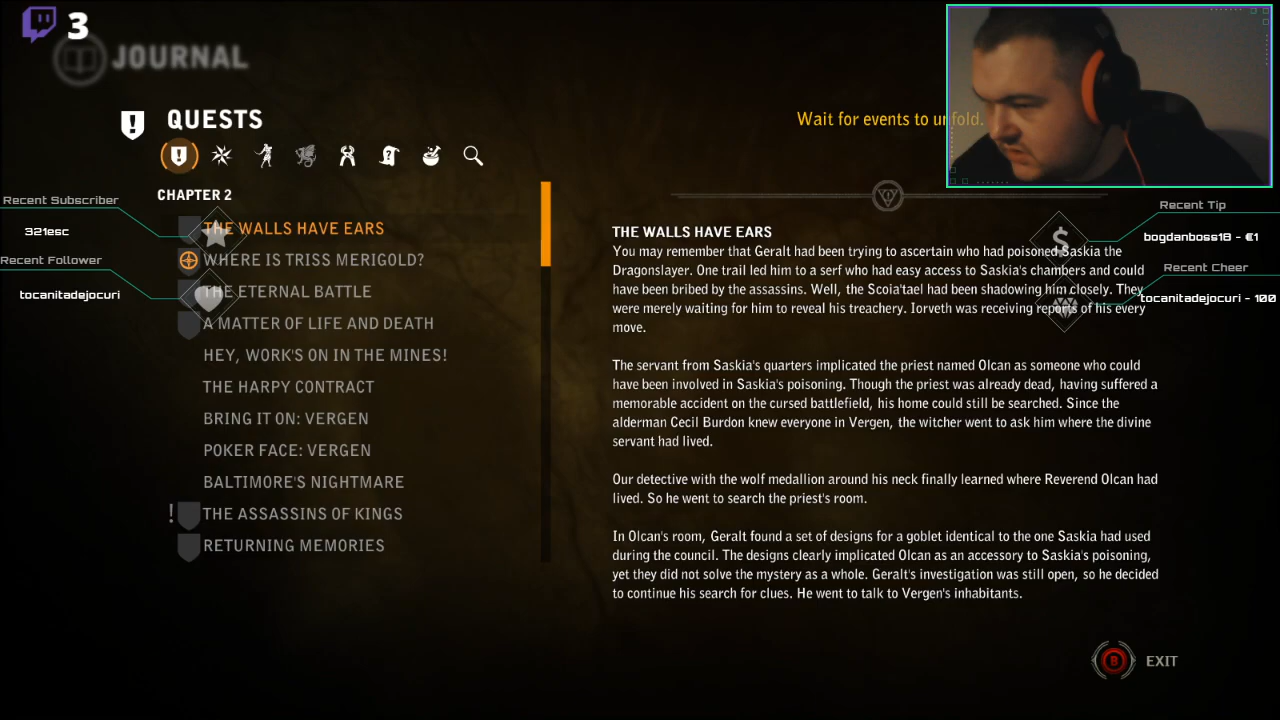 3
JOURNAL
QUESTS
Wait for events to unfold.
CHAPTER 2
Recent Subscriber
321esc
Recent Follower
tocanitadejocuri
THE WALLS HAVE EARS
WHERE IS TRISS MERIGOLD?
THE ETERNAL BATTLE
A MATTER OF LIFE AND DEATH
HEY, WORK'S ON IN THE MINES!
THE HARPY CONTRACT
BRING IT ON: VERGEN
POKER FACE: VERGEN
BALTIMORE'S NIGHTMARE
! THE ASSASSINS OF KINGS
RETURNING MEMORIES
THE WALLS HAVE EARS
You may remember that Geralt had been trying to ascertain who had poisoned Saskia the
Dragonslayer. One trail led him to a serf who had easy access to Saskia's chambers and could
have been bribed by the assassins. Well, the Scoia'tael had been shadowing him closely. They
were merely waiting for him to reveal his treachery. Iorveth was receiving reports of his every
move.
The servant from Saskia's quarters implicated the priest named Olcan as someone who could
have been involved in Saskia's poisoning. Though the priest was already dead, having suffered a
memorable accident on the cursed battlefield, his home could still be searched. Since the
alderman Cecil Burdon knew everyone in Vergen, the witcher went to ask him where the divine
servant had lived.
Our detective with the wolf medallion around his neck finally learned where Reverend Olcan had
lived. So he went to search the priest's room.
In Olcan's room, Geralt found a set of designs for a goblet identical to the one Saskia had used
during the council. The designs clearly implicated Olcan as an accessory to Saskia's poisoning,
yet they did not solve the mystery as a whole. Geralt's investigation was still open, so he decided
to continue his search for clues. He went to talk to Vergen's inhabitants.
Recent Tip
bogdanboss18 - €1
Recent Cheer
tocanitadejocuri - 100
B EXIT